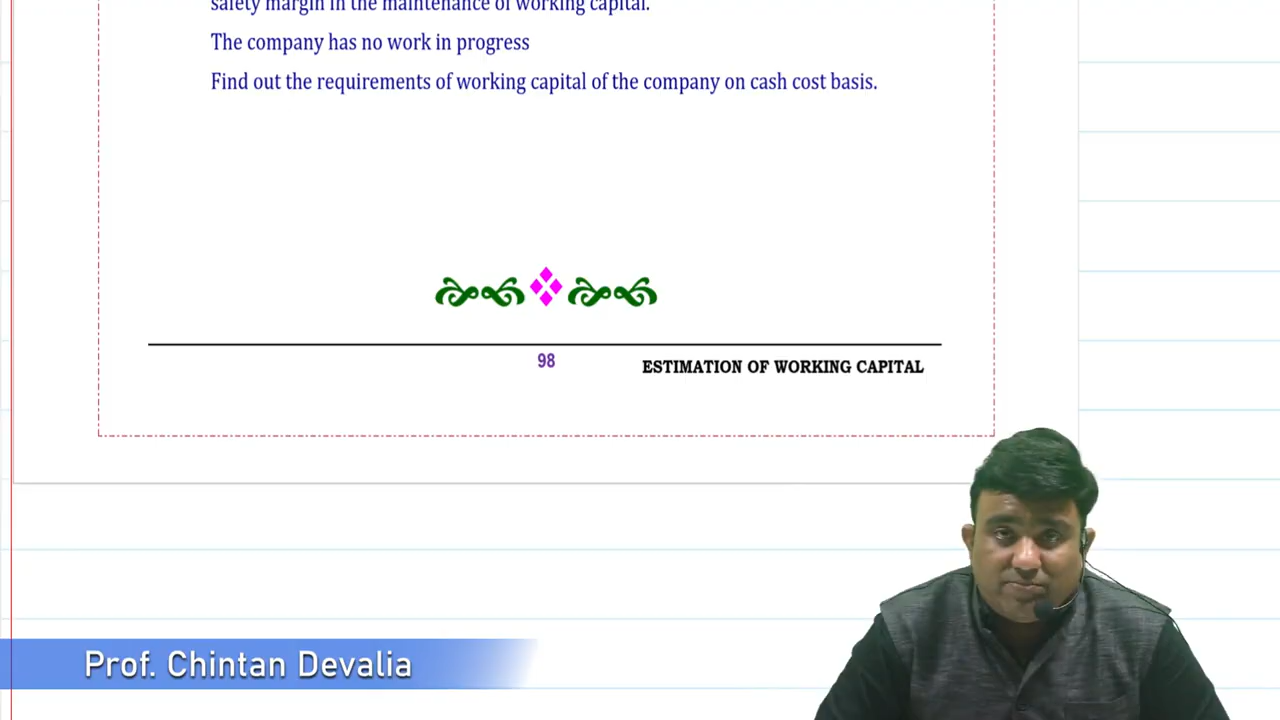 safety margin in the maintenance of working capital.
The company has no work in progress
Find out the requirements of working capital of the company on cash cost basis.
98
ESTIMATION OF WORKING CAPITAL
Prof. Chintan Devalia